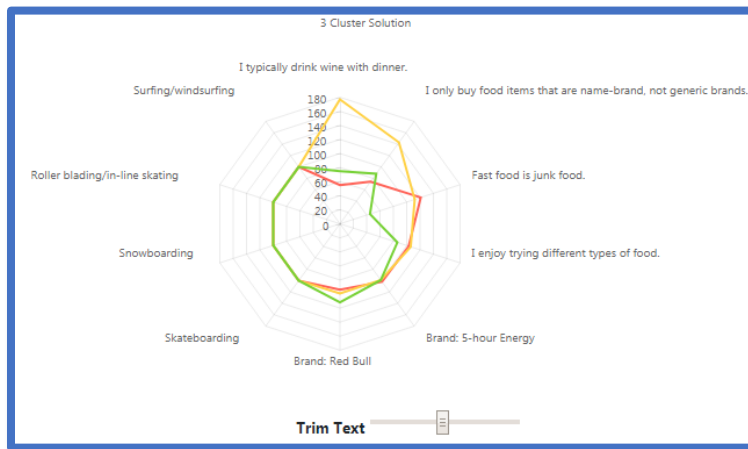 3 Cluster Solution
I typically drink wine with dinner.
Surfing/windsurfing
I only buy food items that are name-brand, not generic brands.
180
160
140
120
100
80
60
40
20
0
Roller blading/in-line skating
Fast food is junk food.
Snowboarding
I enjoy trying different types of food.
Skateboarding
Brand: 5-hour Energy
Brand: Red Bull
Trim Text